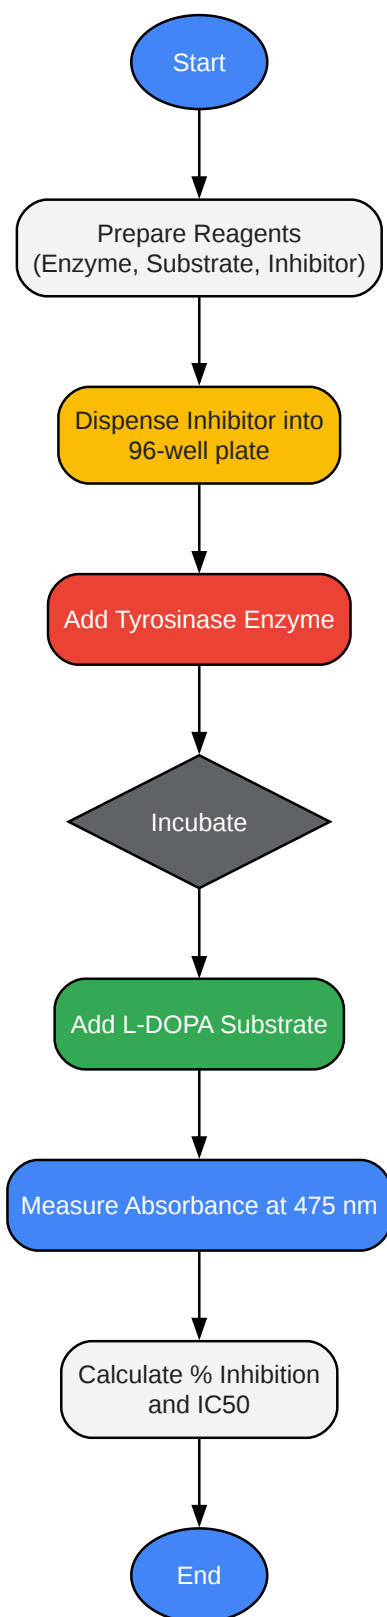 Start
Prepare Reagents
(Enzyme, Substrate, Inhibitor)
Dispense Inhibitor into
96-well plate
Add Tyrosinase Enzyme
Incubate
Add L-DOPA Substrate
Measure Absorbance at 475 nm
Calculate % Inhibition
and IC50
End